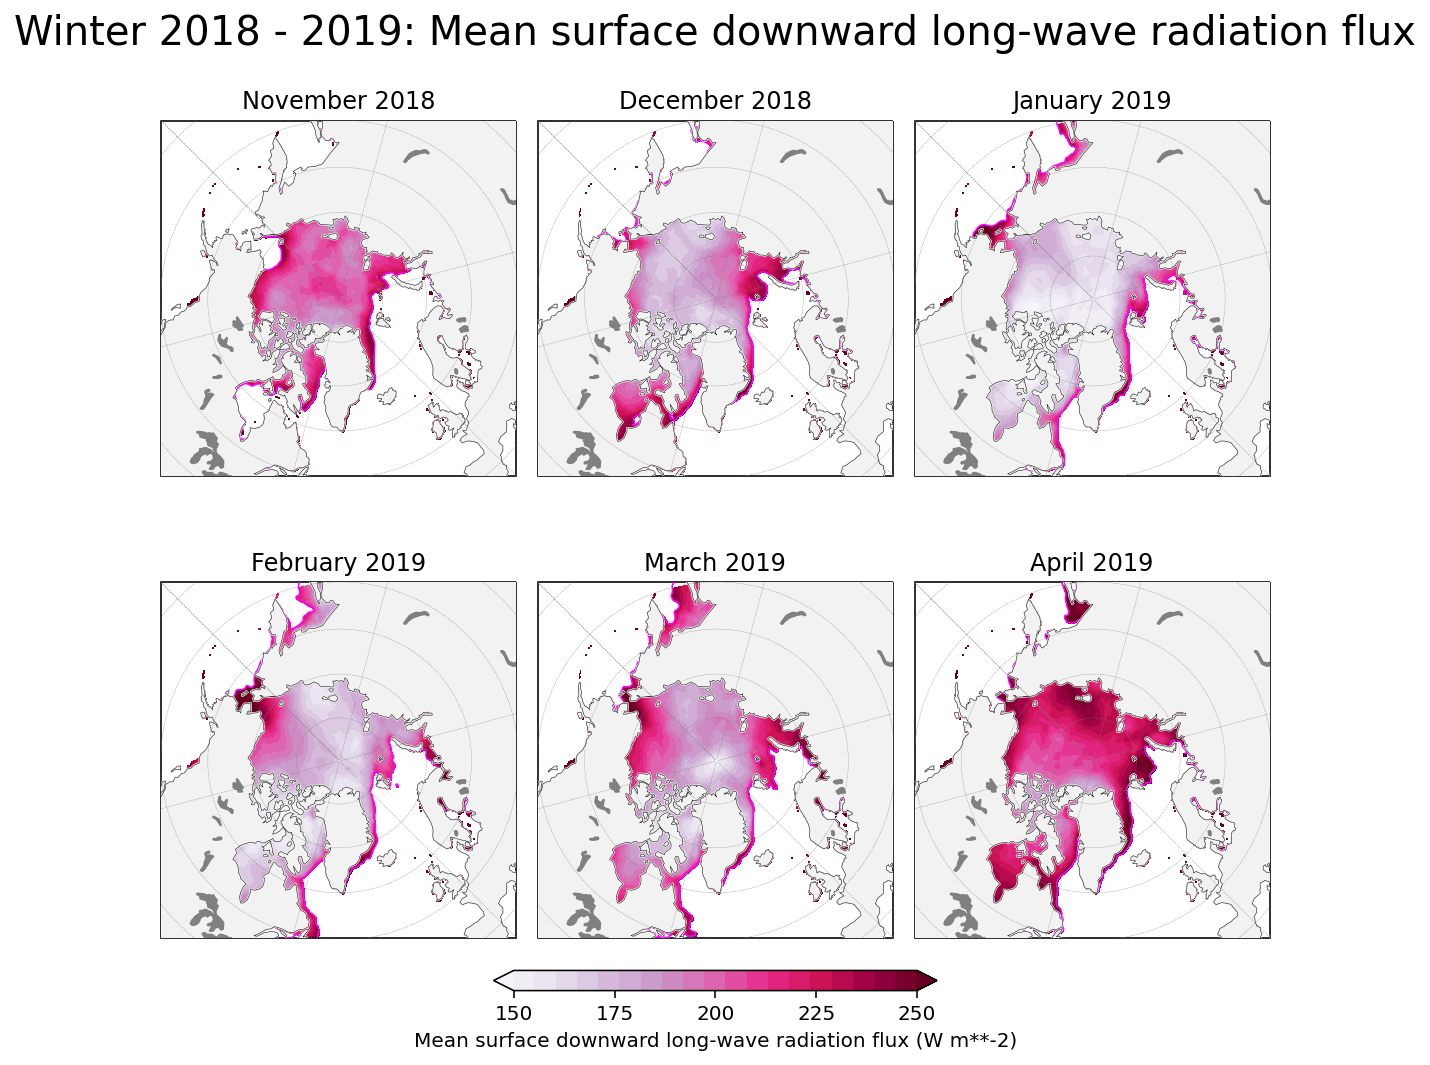 Winter 2018 - 2019: Mean surface downward long-wave radiation flux
November 2018
December 2018
January 2019
February 2019
March 2019
April 2019
150 175 200 225 250
Mean surface downward long-wave radiation flux (W m**-2)